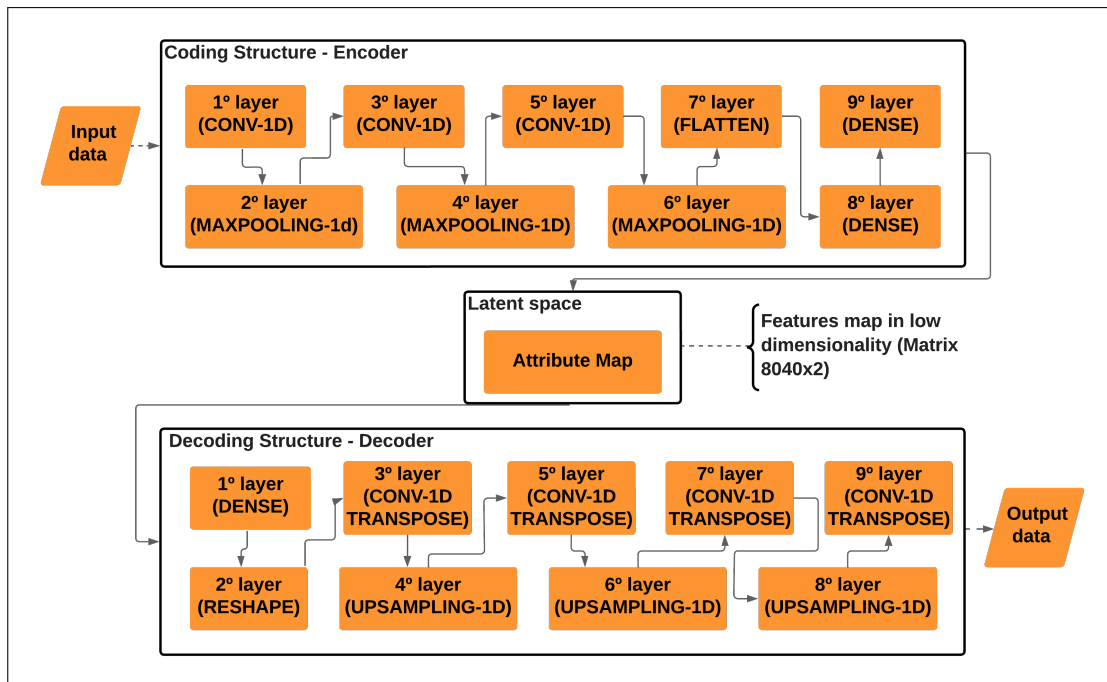 Coding Structure - Encoder
Input
data
1º layer
(CONV-1D)
2º layer
(MAXPOOLING-1d)
3º layer
(CONV-1D)
4º layer
(MAXPOOLING-1D)
5º layer
(CONV-1D)
6º layer
(MAXPOOLING-1D)
7º layer
(FLATTEN)
8º layer
(DENSE)
9º layer
(DENSE)
Latent space
Attribute Map
Features map in low
dimensionality (Matrix
8040x2)
Decoding Structure - Decoder
1º layer
(DENSE)
2º layer
(RESHAPE)
3º layer
(CONV-1D
TRANSPOSE)
4º layer
(UPSAMPLING-1D)
5º layer
(CONV-1D
TRANSPOSE)
6º layer
(UPSAMPLING-1D)
7º layer
(CONV-1D
TRANSPOSE)
8º layer
(UPSAMPLING-1D)
9º layer
(CONV-1D
TRANSPOSE)
Output
data